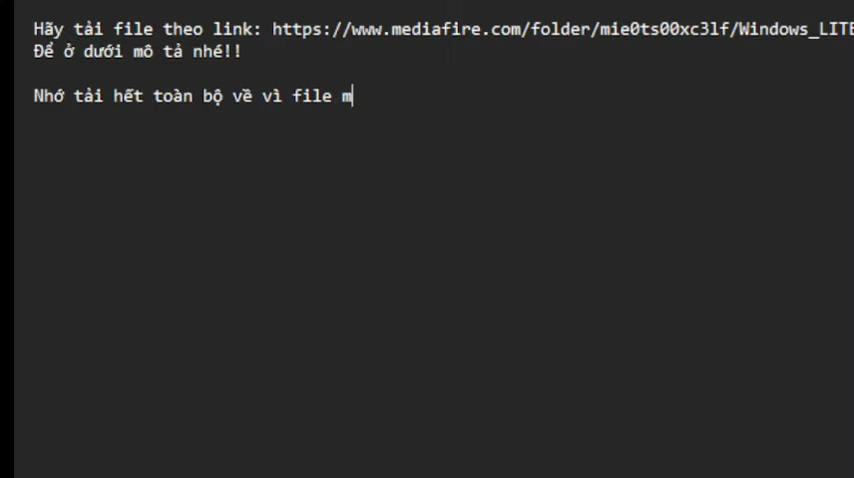 Hãy tải file theo link: https://www.mediafire.com/folder/mie0ts00xc3lf/Windows_LITE
Để ở dưới mô tả nhé!!
Nhớ tải hết toàn bộ về vì file m